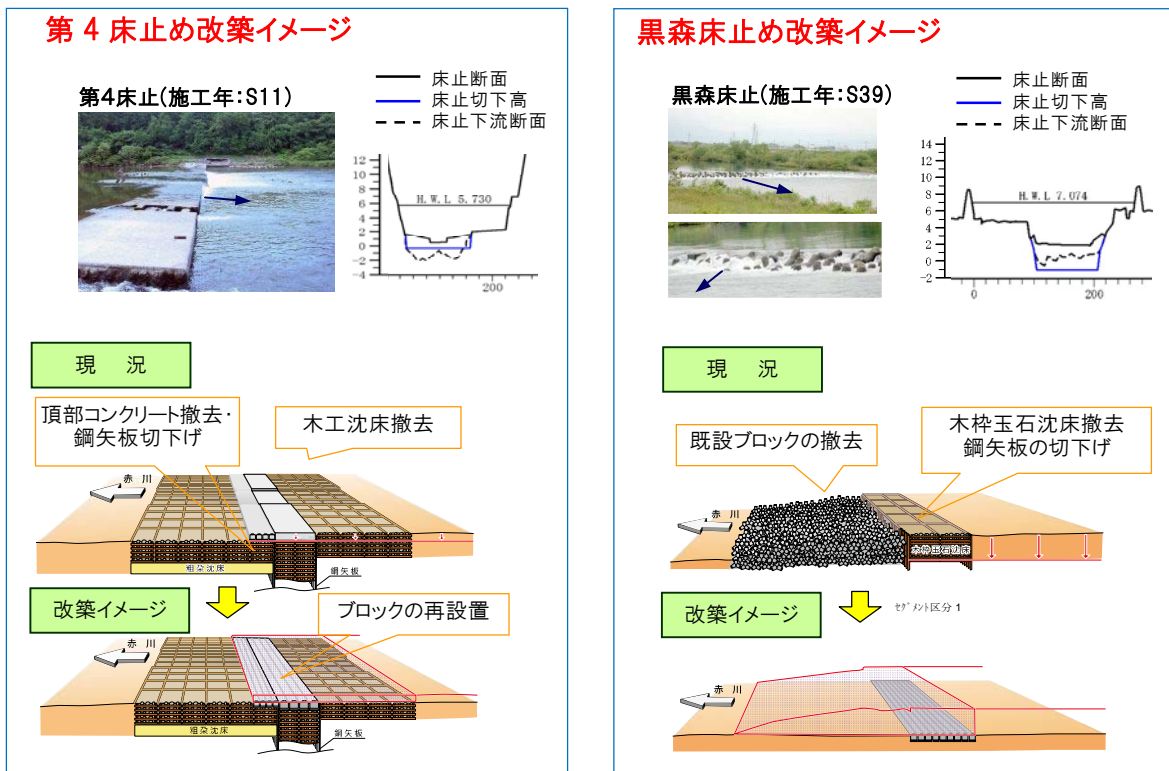 第4床止め改築イメージ
第4床止(施工年:S11)
床止断面
床止切下高
床止下流断面
12
10
8
6
4
2
0
−2
−4
H.W.L 5.730
200
現 況
頂部コンクリート撤去・
鋼矢板切下げ
木工沈床撤去
赤 川
粗朶沈床
鋼矢板
改築イメージ
ブロックの再設置
赤 川
粗朶沈床
鋼矢板
黒森床止め改築イメージ
黒森床止(施工年:S39)
床止断面
床止切下高
床止下流断面
14
12
10
8
6
4
2
0
−2
H.W.L 7.074
0
200
現 況
既設ブロックの撤去
木枠玉石沈床撤去
鋼矢板の切下げ
赤 川
木枠玉石沈床
改築イメージ
セグメント区分1
赤 川